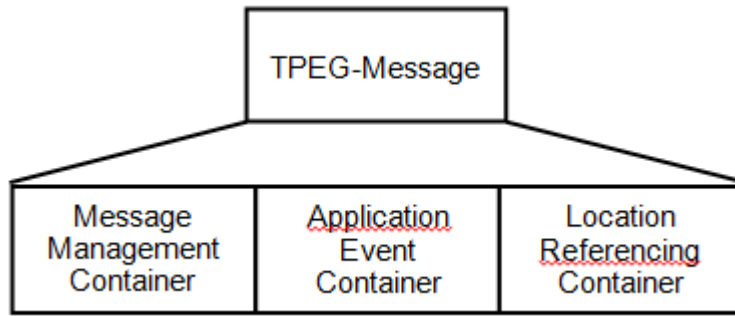 TPEG-Message
Message
Management
Container
Application
Event
Container
Location
Referencing
Container